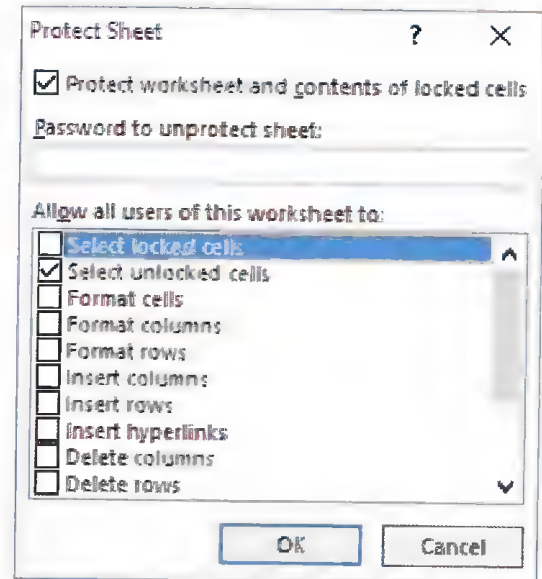 Protect Sheet ? ×
Protect worksheet and contents of locked cells
Password to unprotect sheet:
Allow all users of this worksheet to:
Select locked cells
Select unlocked cells
Format cells
Format columns
Format rows
Insert columns
Insert rows
Insert hyperlinks
Delete columns
Delete rows
OK Cancel